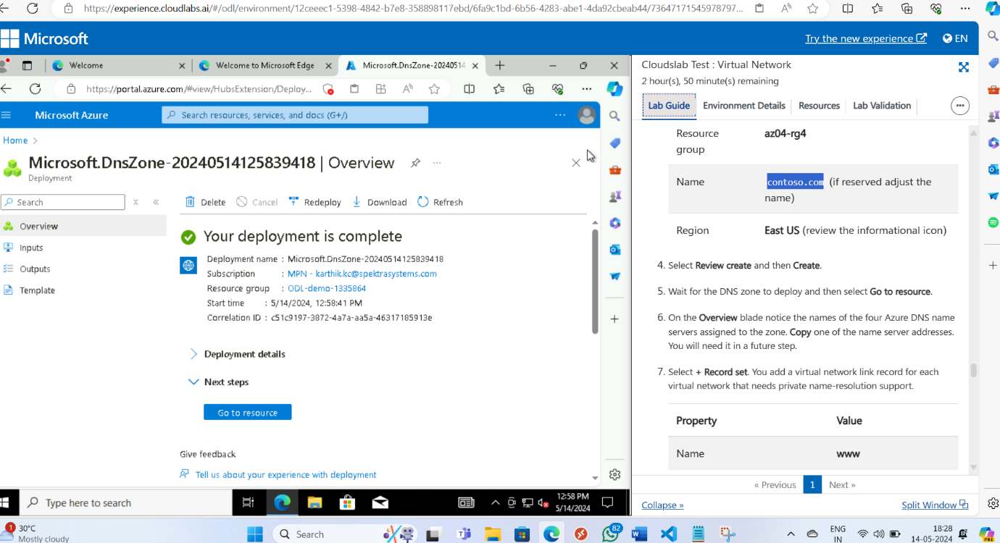 https://experience.cloudlabs.ai/#/odl/environment/12ceeec1-5398-4842-b7e8-358898117ebd/6fa9c1bd-6b56-4283-abe1-4da92cbeab44/73647171545978797...
Microsoft
Try the new experience
EN
Welcome
Welcome to Microsoft Edge
Microsoft.DnsZone-20240514
https://portal.azure.com/#view/HubsExtension/Deploy...
Microsoft Azure
Search resources, services, and docs (G+/)
Home >
Microsoft.DnsZone-20240514125839418 | Overview
Deployment
Search
Overview
Inputs
Outputs
Template
Delete
Cancel
Redeploy
Download
Refresh
Your deployment is complete
Deployment name : Microsoft.DnsZone-20240514125839418
Subscription : MPN - karthik.kc@spektrasystems.com
Resource group : ODL-demo-1335864
Start time : 5/14/2024, 12:58:41 PM
Correlation ID : c51c9197-3872-4a7a-aa5a-46317185913e
Deployment details
Next steps
Go to resource
Give feedback
Tell us about your experience with deployment
Type here to search
12:58 PM
5/14/2024
Cloudslab Test : Virtual Network
2 hour(s), 50 minute(s) remaining
Lab Guide
Environment Details
Resources
Lab Validation
Resource
group
az04-rg4
Name
contoso.com (if reserved adjust the
name)
Region
East US (review the informational icon)
4. Select Review create and then Create.
5. Wait for the DNS zone to deploy and then select Go to resource.
6. On the Overview blade notice the names of the four Azure DNS name
servers assigned to the zone. Copy one of the name server addresses.
You will need it in a future step.
7. Select + Record set. You add a virtual network link record for each
virtual network that needs private name-resolution support.
Property
Value
Name
www
« Previous
1
Next »
Collapse »
Split Window
1
30°C
Mostly cloudy
Search
82
ENG
IN
18:28
14-05-2024
PRE